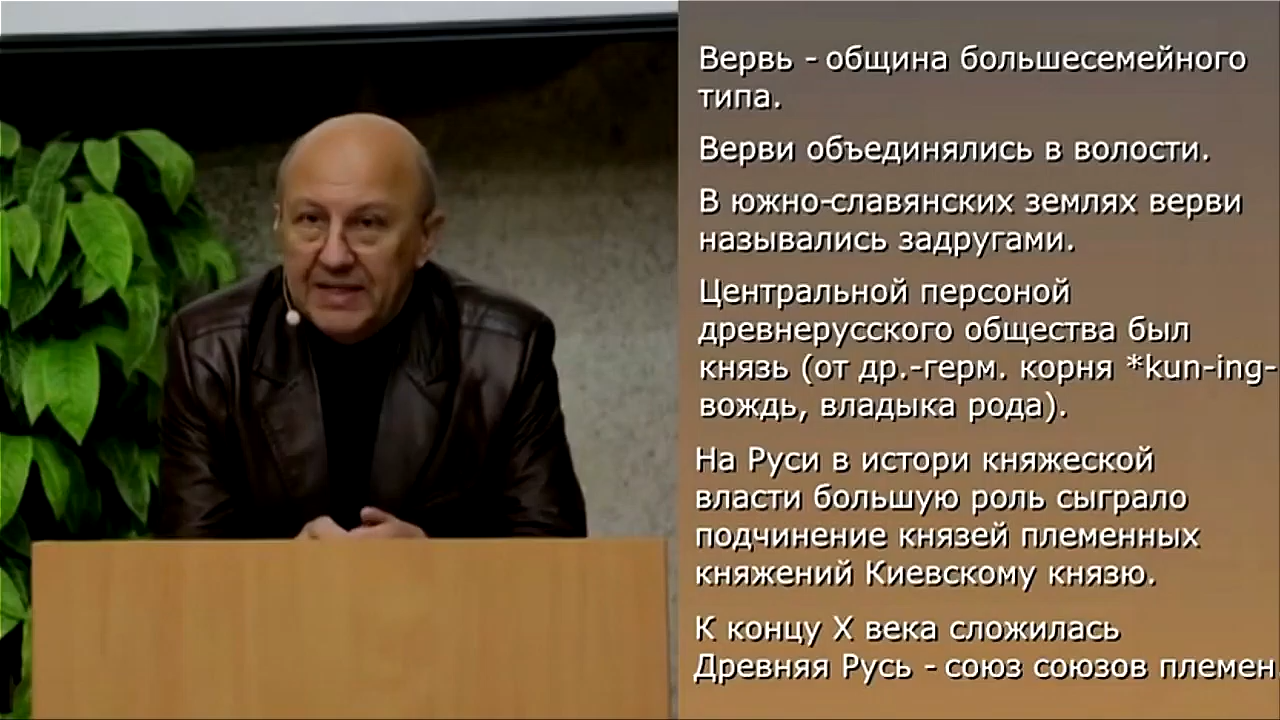 Вервь - община большесемейного
типа.
Верви объединялись в волости.
В южно-славянских землях верви
назывались задругами.
Центральной персоной
древнерусского общества был
князь (от др.-герм. корня *kun-ing-
вождь, владыка рода).
На Руси в истори княжеской
власти большую роль сыграло
подчинение князей племенных
княжений Киевскому князю.
К концу X века сложилась
Древняя Русь - союз союзов племен